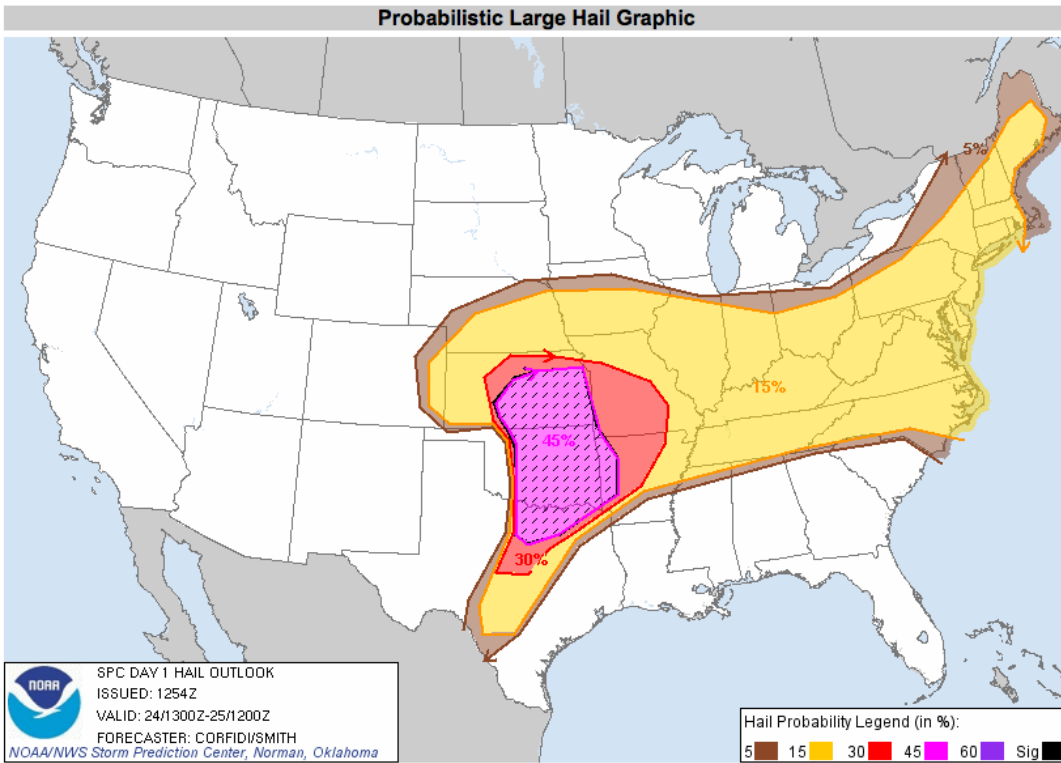 Probabilistic Large Hail Graphic
5%
15%
45%
30%
NOAA
SPC DAY 1 HAIL OUTLOOK
ISSUED: 1254Z
VALID: 24/1300Z-25/1200Z
FORECASTER: CORFIDI/SMITH
NOAA/NWS Storm Prediction Center, Norman, Oklahoma
Hail Probability Legend (in %):
5 15 30 45 60 Sig